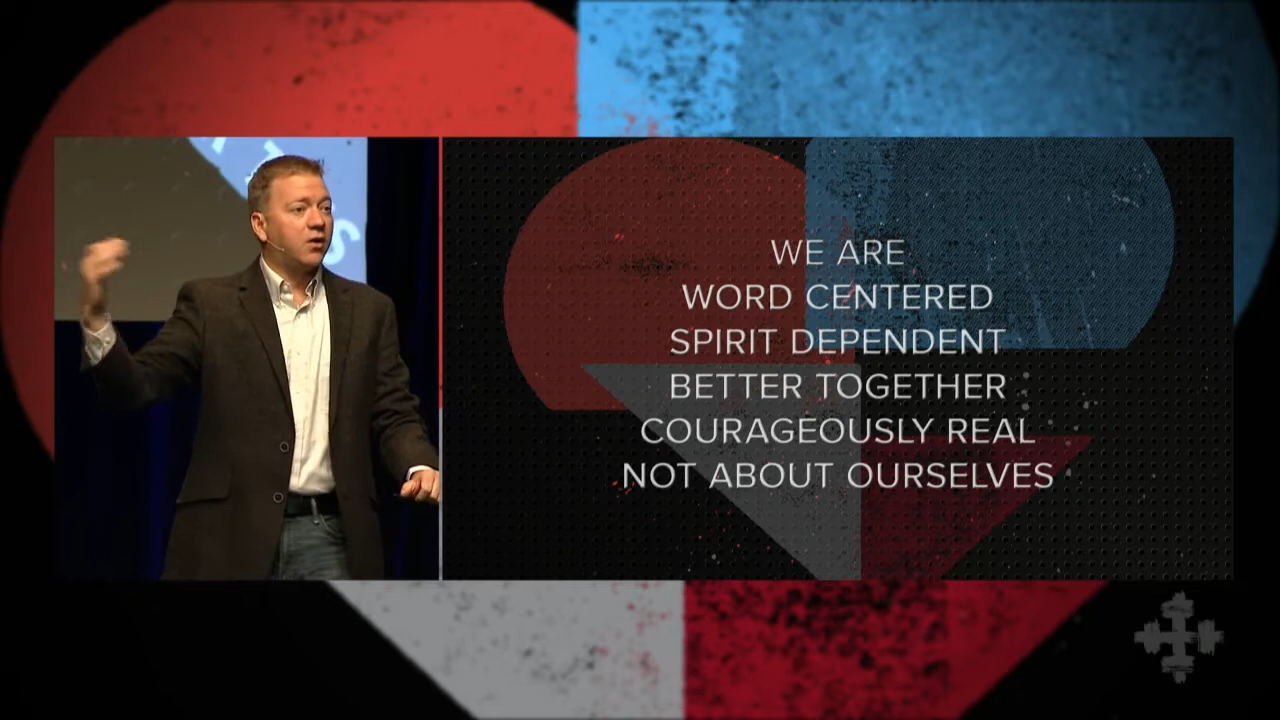 WE ARE
WORD CENTERED
SPIRIT DEPENDENT
BETTER TOGETHER
COURAGEOUSLY REAL
NOT ABOUT OURSELVES